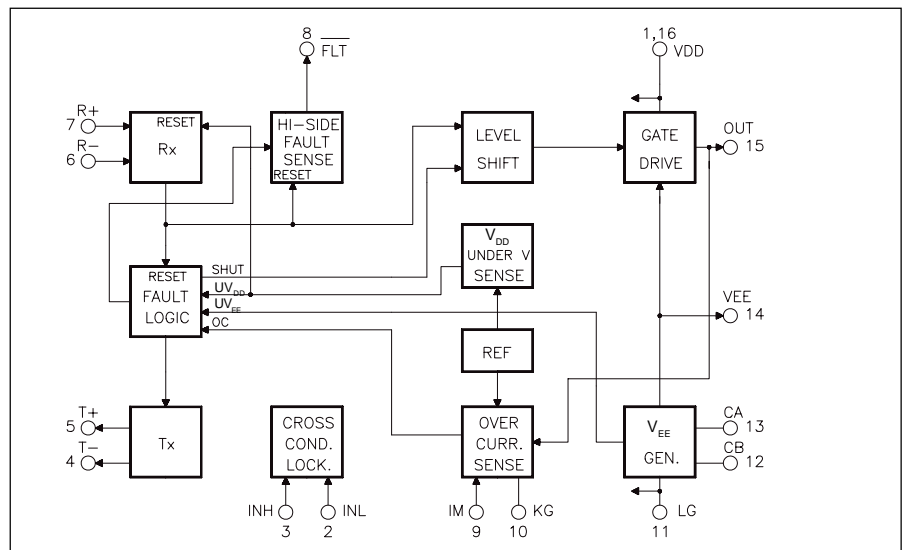 8 FLT
1,16 VDD
R+
7
R-
6
RESET
Rx
HI-SIDE
FAULT
SENSE
RESET
LEVEL
SHIFT
GATE
DRIVE
OUT
15
RESET
FAULT
LOGIC
SHUT
UVDD
UVEE
OC
VDD
UNDER V
SENSE
REF
VEE
14
T+
5
T-
4
Tx
CROSS
COND.
LOCK.
OVER
CURR.
SENSE
VEE
GEN.
CA
13
CB
12
INH
3
INL
2
IM
9
KG
10
LG
11